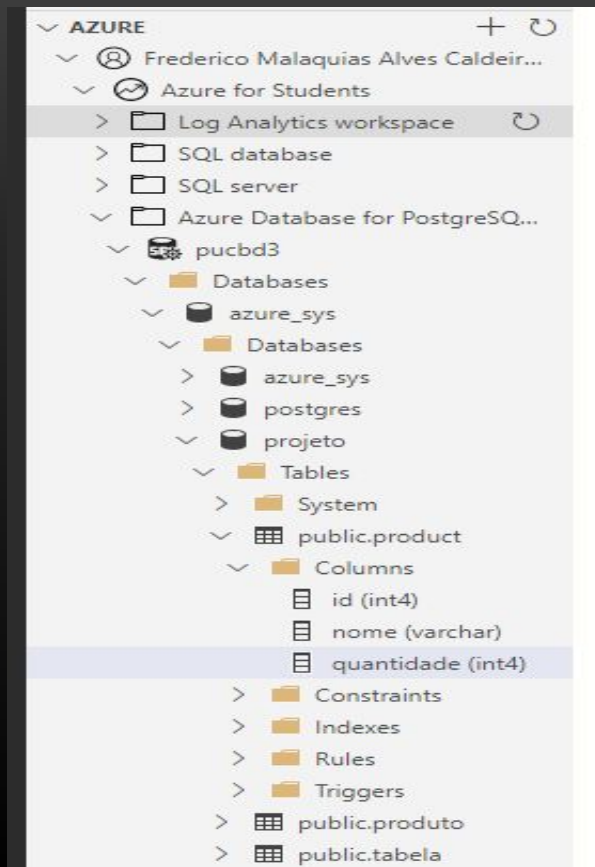 AZURE
Frederico Malaquias Alves Caldeir...
Azure for Students
Log Analytics workspace
SQL database
SQL server
Azure Database for PostgreSQ...
pucbd3
Databases
azure_sys
Databases
azure_sys
postgres
projeto
Tables
System
public.product
Columns
id (int4)
nome (varchar)
quantidade (int4)
Constraints
Indexes
Rules
Triggers
public.produto
public.tabela